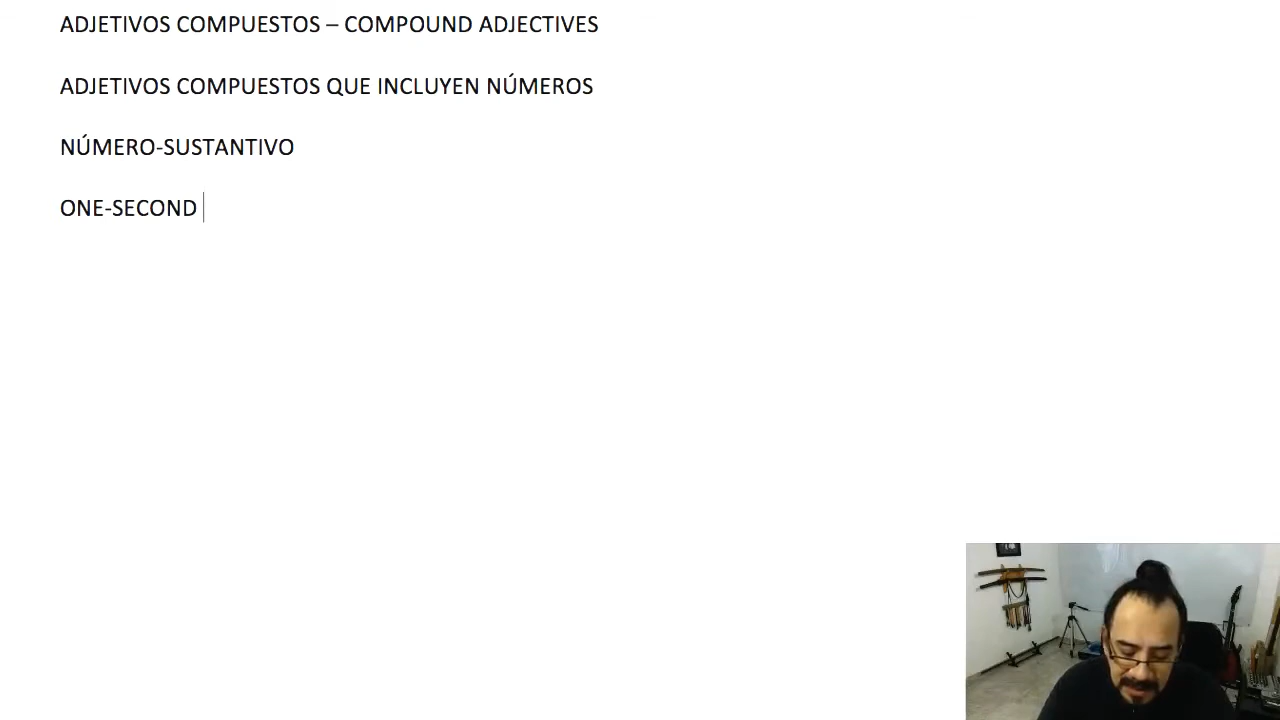 ADJETIVOS COMPUESTOS – COMPOUND ADJECTIVES
ADJETIVOS COMPUESTOS QUE INCLUYEN NÚMEROS
NÚMERO-SUSTANTIVO
ONE-SECOND